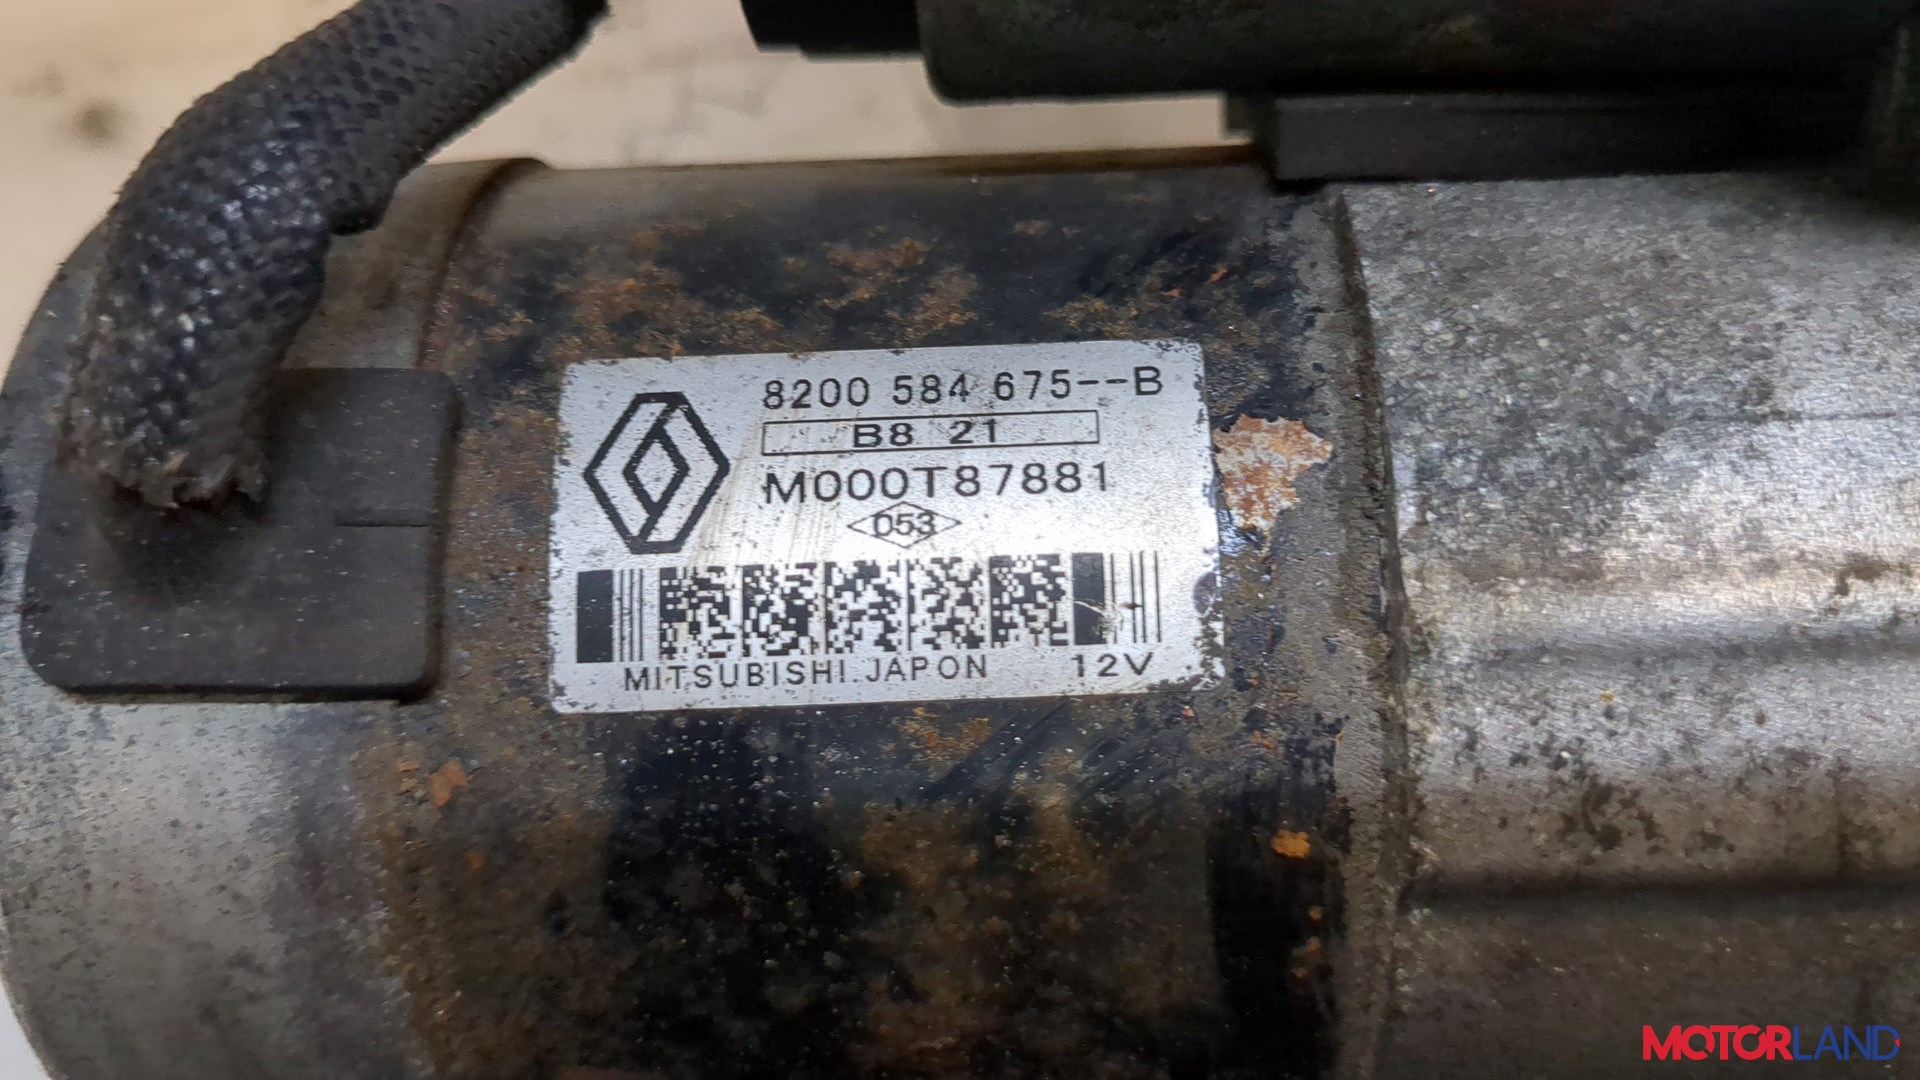 8200 584 675--B
B8 21
M000T87881
053
MITSUBISHI JAPON 12V
MOTORLAND